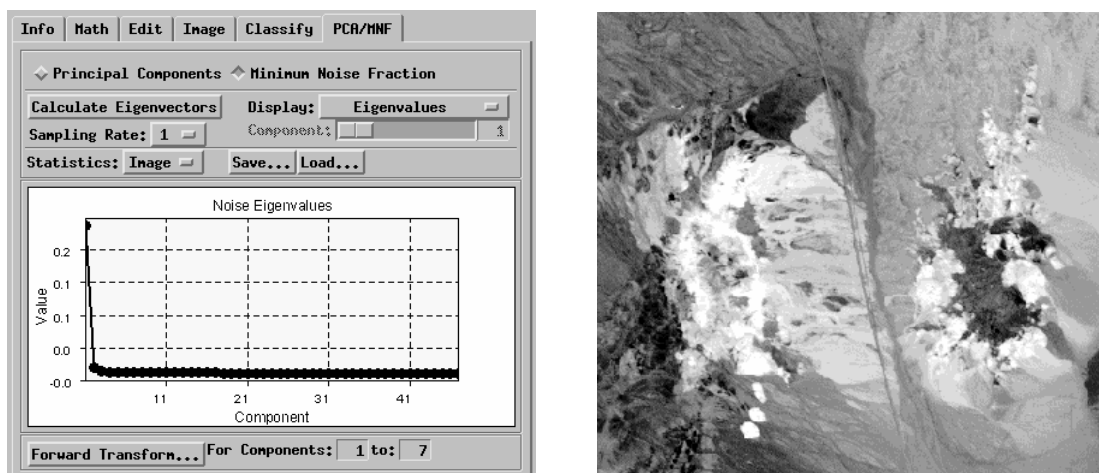 Info Math Edit Image Classify PCA/MNF
Principal Components Minimum Noise Fraction
Calculate Eigenvectors Display: Eigenvalues
Sampling Rate: 1 Component: 1
Statistics: Image Save... Load...
Noise Eigenvalues
0.2
0.1
0.1
0.0
-0.0
Value
11 21 31 41
Component
Forward Transform... For Components: 1 to: 7